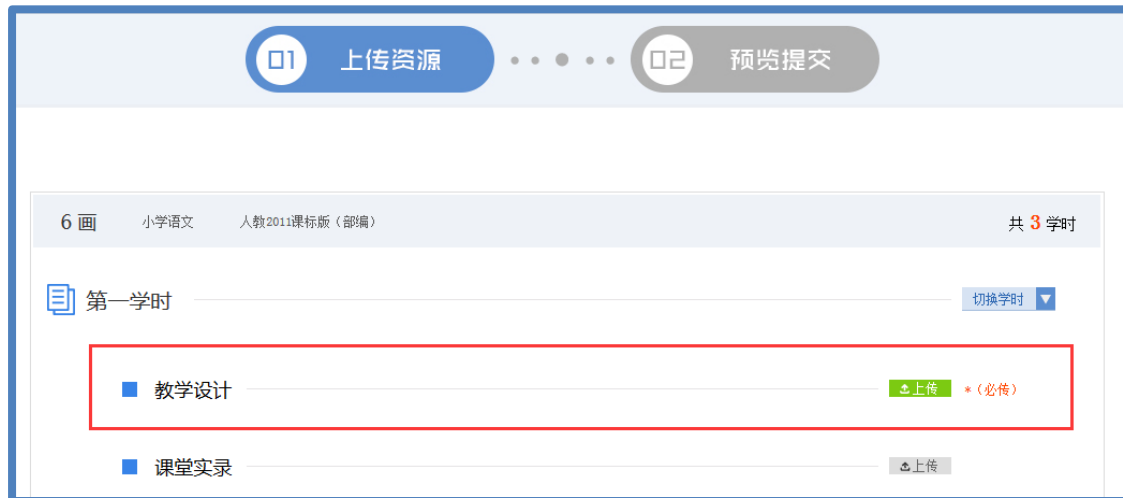 01 上传资源 02 预览提交
6 画 小学语文 人教2011课标版（部编） 共 3 学时
第一学时 切换学时
教学设计 上传 *（必传）
课堂实录 上传